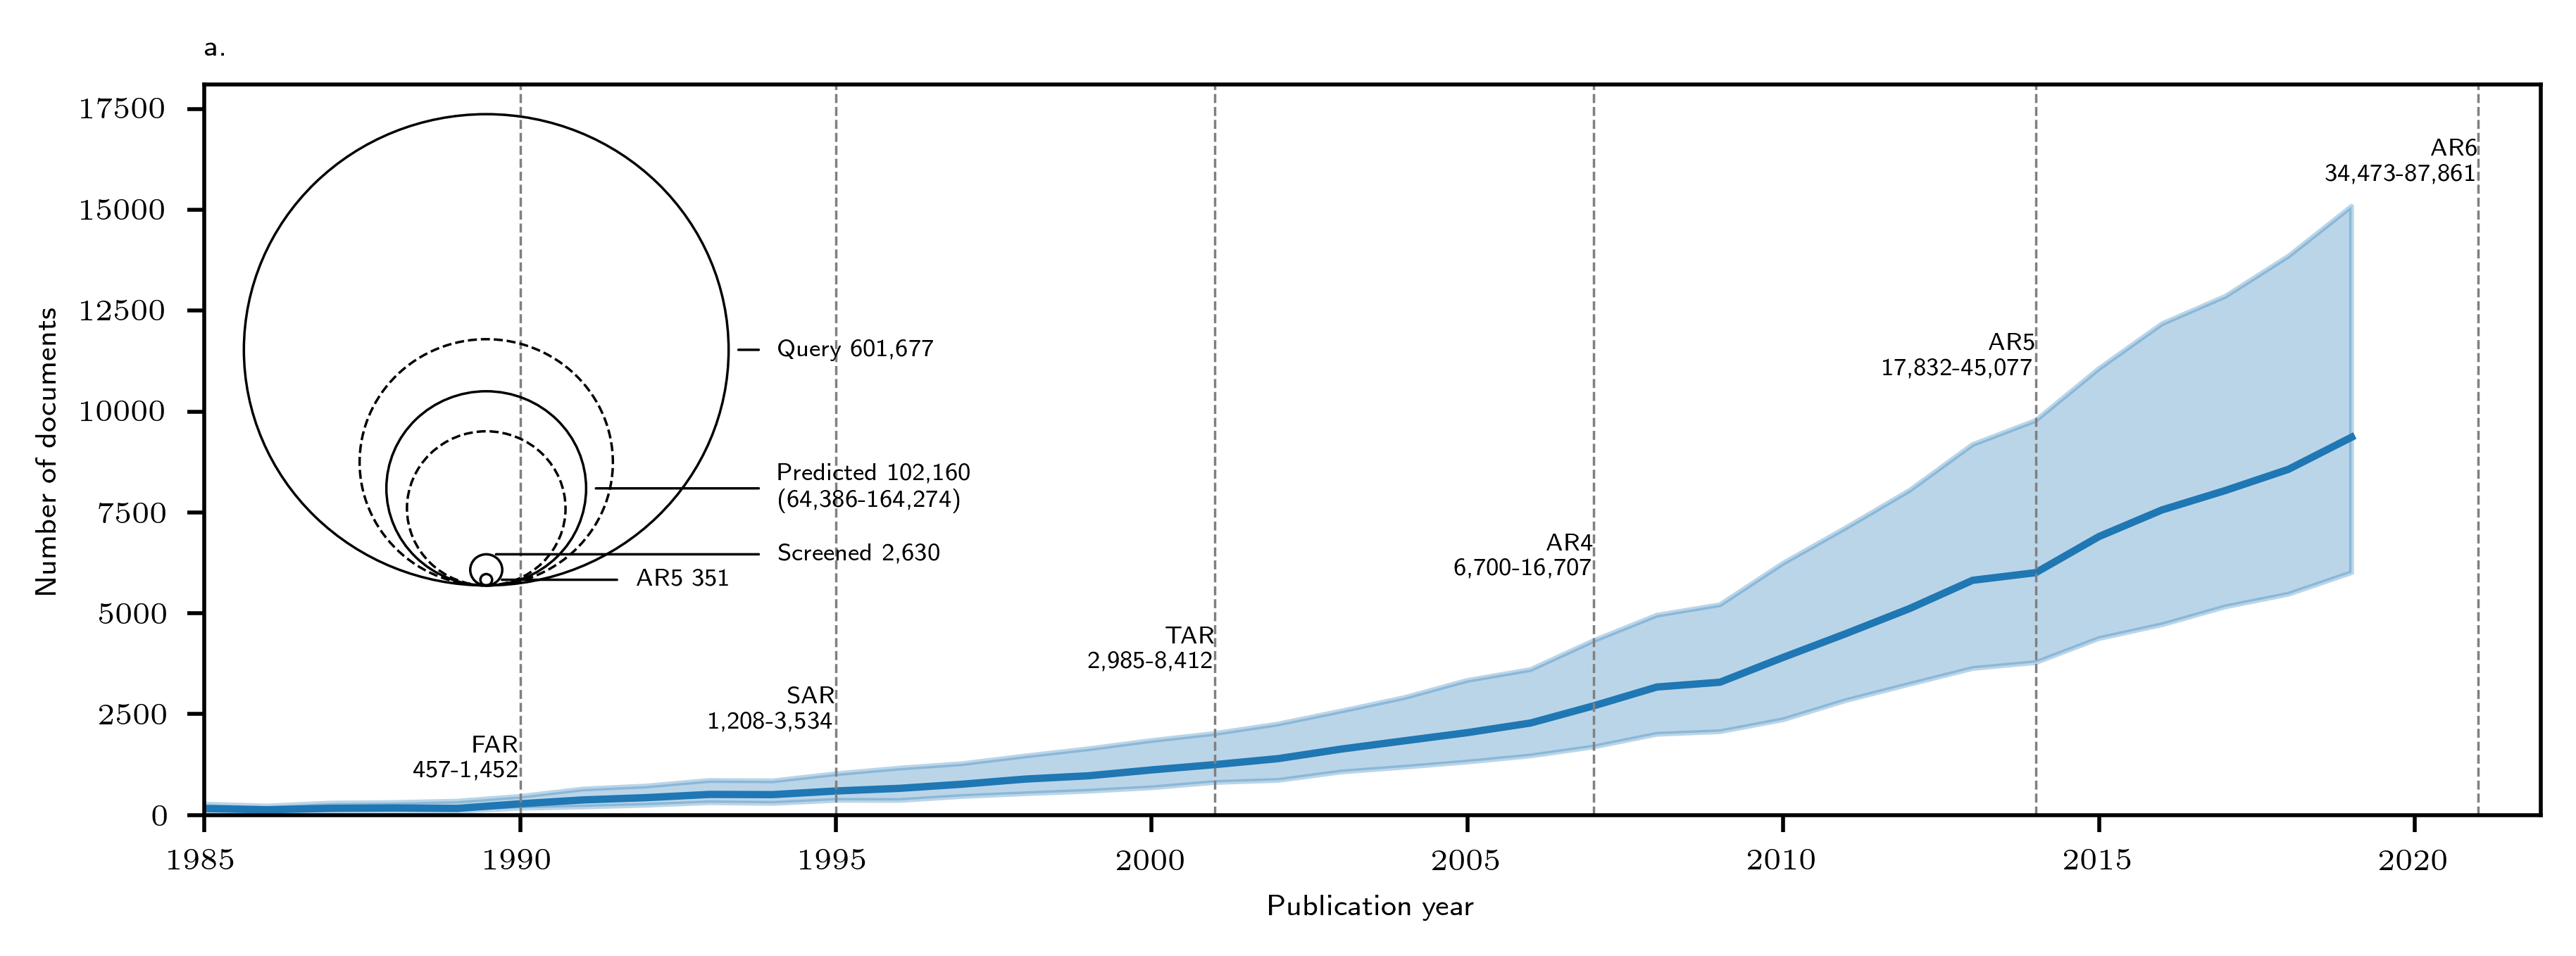 a.
17500
15000
12500
10000
7500
5000
2500
0
Number of documents
Query 601,677
Predicted 102,160
(64,386-164,274)
Screened 2,630
AR5 351
FAR
457-1,452
SAR
1,208-3,534
TAR
2,985-8,412
AR4
6,700-16,707
AR5
17,832-45,077
AR6
34,473-87,861
1985
1990
1995
2000
2005
2010
2015
2020
Publication year